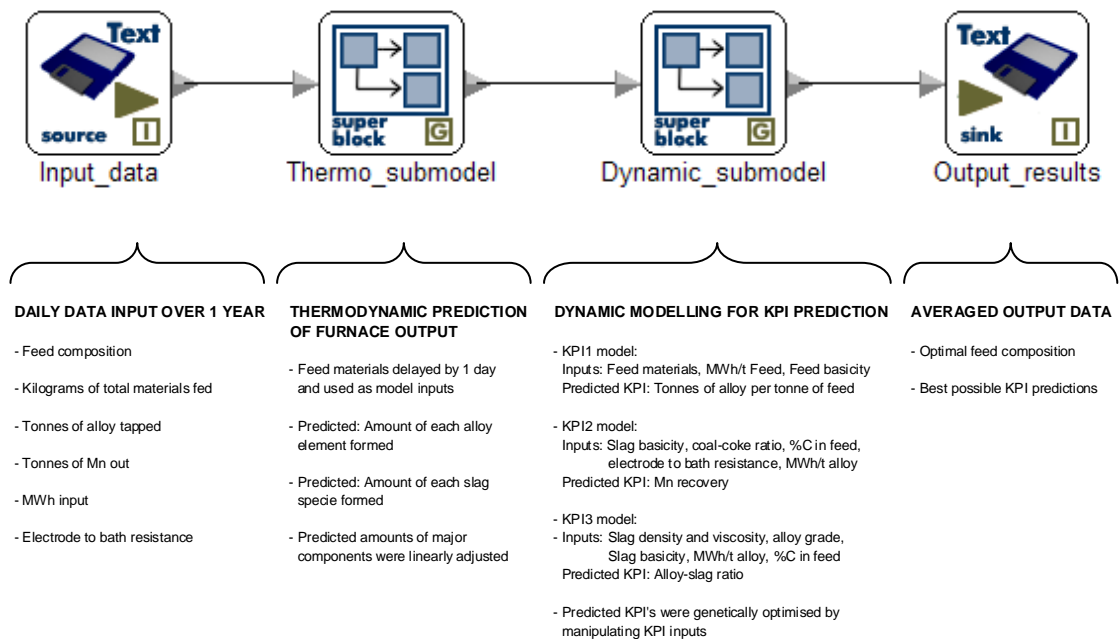 Text
source
I
Input_data
super
block
G
Thermo_submodel
super
block
G
Dynamic_submodel
Text
sink
I
Output_results
DAILY DATA INPUT OVER 1 YEAR
- Feed composition
- Kilograms of total materials fed
- Tonnes of alloy tapped
- Tonnes of Mn out
- MWh input
- Electrode to bath resistance
THERMODYNAMIC PREDICTION
OF FURNACE OUTPUT
- Feed materials delayed by 1 day
and used as model inputs
- Predicted: Amount of each alloy
element formed
- Predicted: Amount of each slag
specie formed
- Predicted amounts of major
components were linearly adjusted
DYNAMIC MODELLING FOR KPI PREDICTION
- KPI1 model:
Inputs: Feed materials, MWh/t Feed, Feed basicity
Predicted KPI: Tonnes of alloy per tonne of feed
- KPI2 model:
Inputs: Slag basicity, coal-coke ratio, %C in feed,
electrode to bath resistance, MWh/t alloy
Predicted KPI: Mn recovery
- KPI3 model:
- Inputs: Slag density and viscosity, alloy grade,
Slag basicity, MWh/t alloy, %C in feed
Predicted KPI: Alloy-slag ratio
- Predicted KPI's were genetically optimised by
manipulating KPI inputs
AVERAGED OUTPUT DATA
- Optimal feed composition
- Best possible KPI predictions